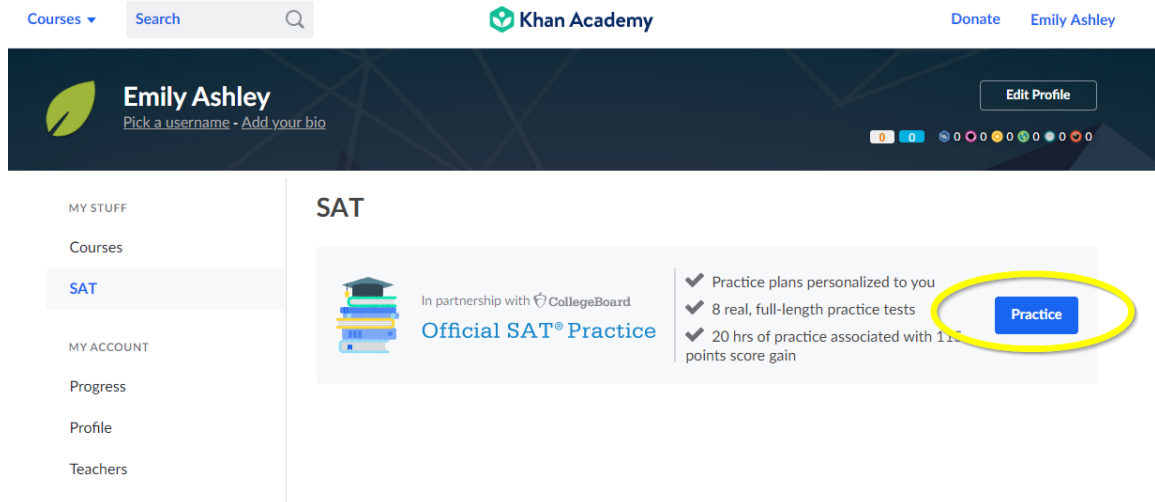 Courses
Search
Khan Academy
Donate
Emily Ashley
Emily Ashley
Pick a username - Add your bio
Edit Profile
0 0 0 0 0 0 0 0
MY STUFF
Courses
SAT
MY ACCOUNT
Progress
Profile
Teachers
SAT
In partnership with CollegeBoard
Official SAT® Practice
Practice plans personalized to you
8 real, full-length practice tests
20 hrs of practice associated with 115
points score gain
Practice